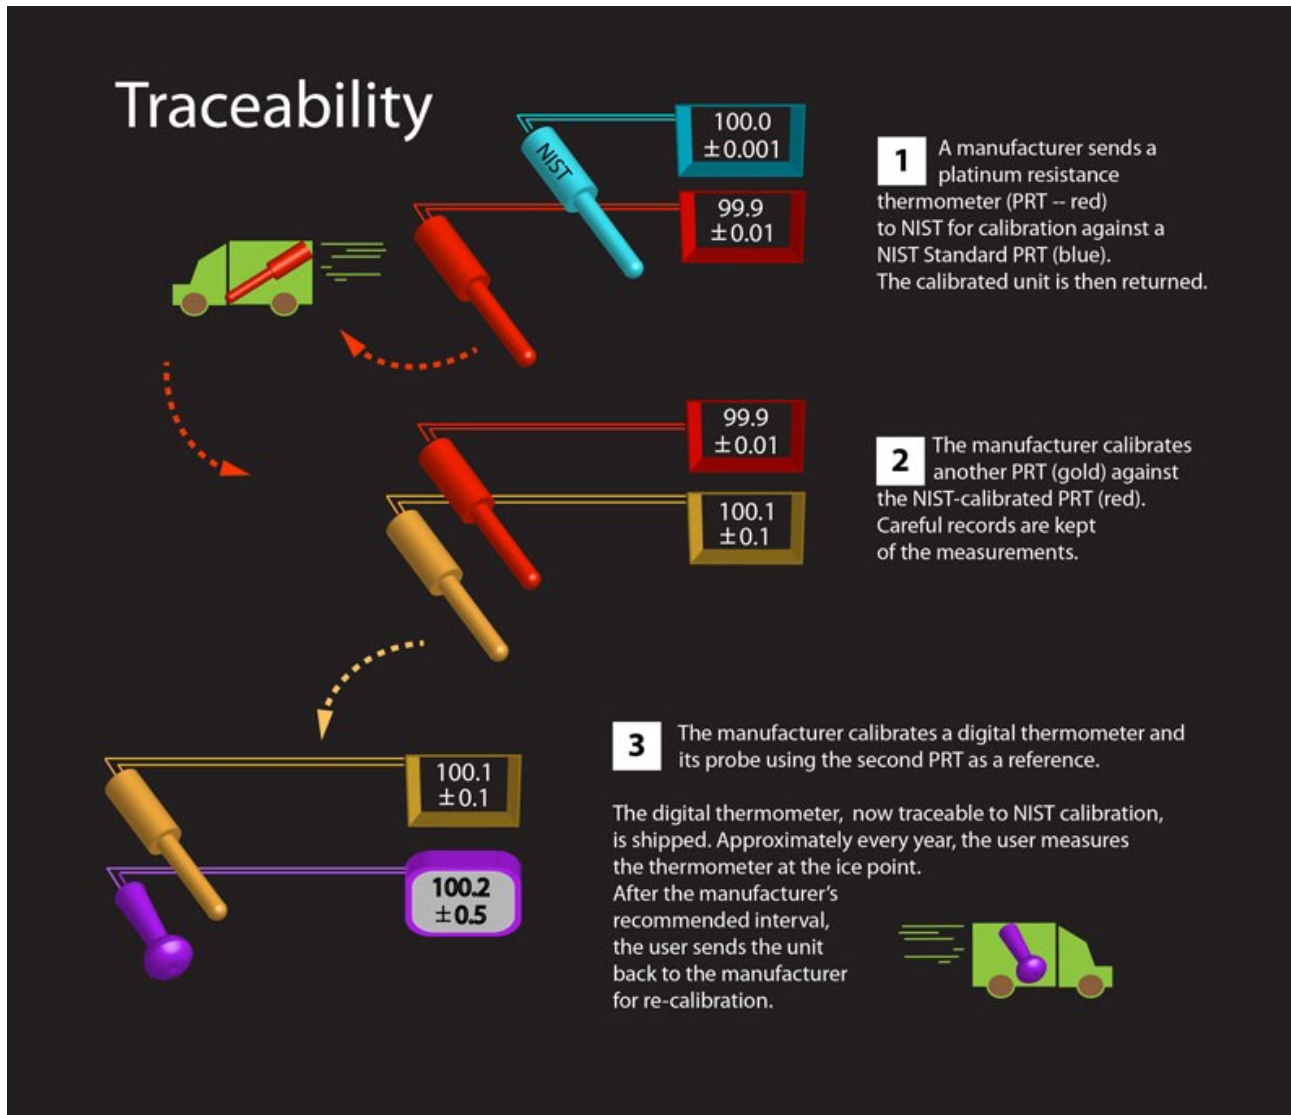 Traceability
NIST
100.0
±0.001
99.9
±0.01
1
A manufacturer sends a
platinum resistance
thermometer (PRT -- red)
to NIST for calibration against a
NIST Standard PRT (blue).
The calibrated unit is then returned.
99.9
±0.01
100.1
±0.1
2
The manufacturer calibrates
another PRT (gold) against
the NIST-calibrated PRT (red).
Careful records are kept
of the measurements.
100.1
±0.1
100.2
±0.5
3
The manufacturer calibrates a digital thermometer and
its probe using the second PRT as a reference.
The digital thermometer,  now traceable to NIST calibration,
is shipped. Approximately every year, the user measures
the thermometer at the ice point.
After the manufacturer’s
recommended interval,
the user sends the unit
back to the manufacturer
for re-calibration.